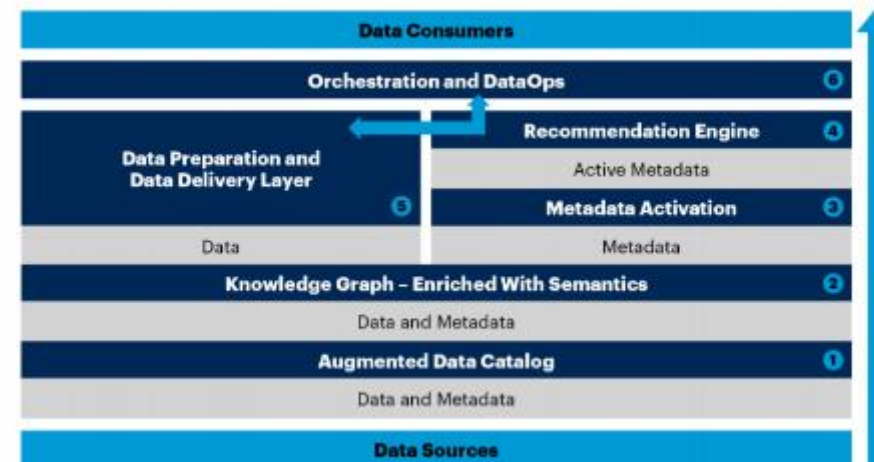 Data Consumers
Orchestration and DataOps 6
Recommendation Engine 4
Data Preparation and
Data Delivery Layer
5
Active Metadata
Metadata Activation 3
Data
Metadata
Knowledge Graph – Enriched With Semantics 2
Data and Metadata
Augmented Data Catalog 1
Data and Metadata
Data Sources